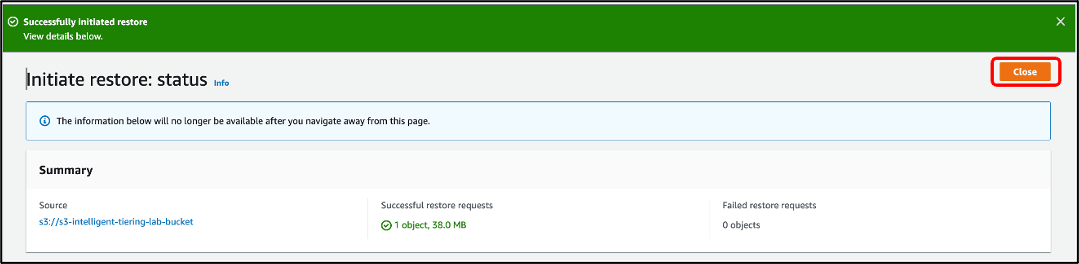 Successfully initiated restore
View details below.
Initiate restore: status Info
Close
The information below will no longer be available after you navigate away from this page.
Summary
Source
s3://s3-intelligent-tiering-lab-bucket
Successful restore requests
1 object, 38.0 MB
Failed restore requests
0 objects